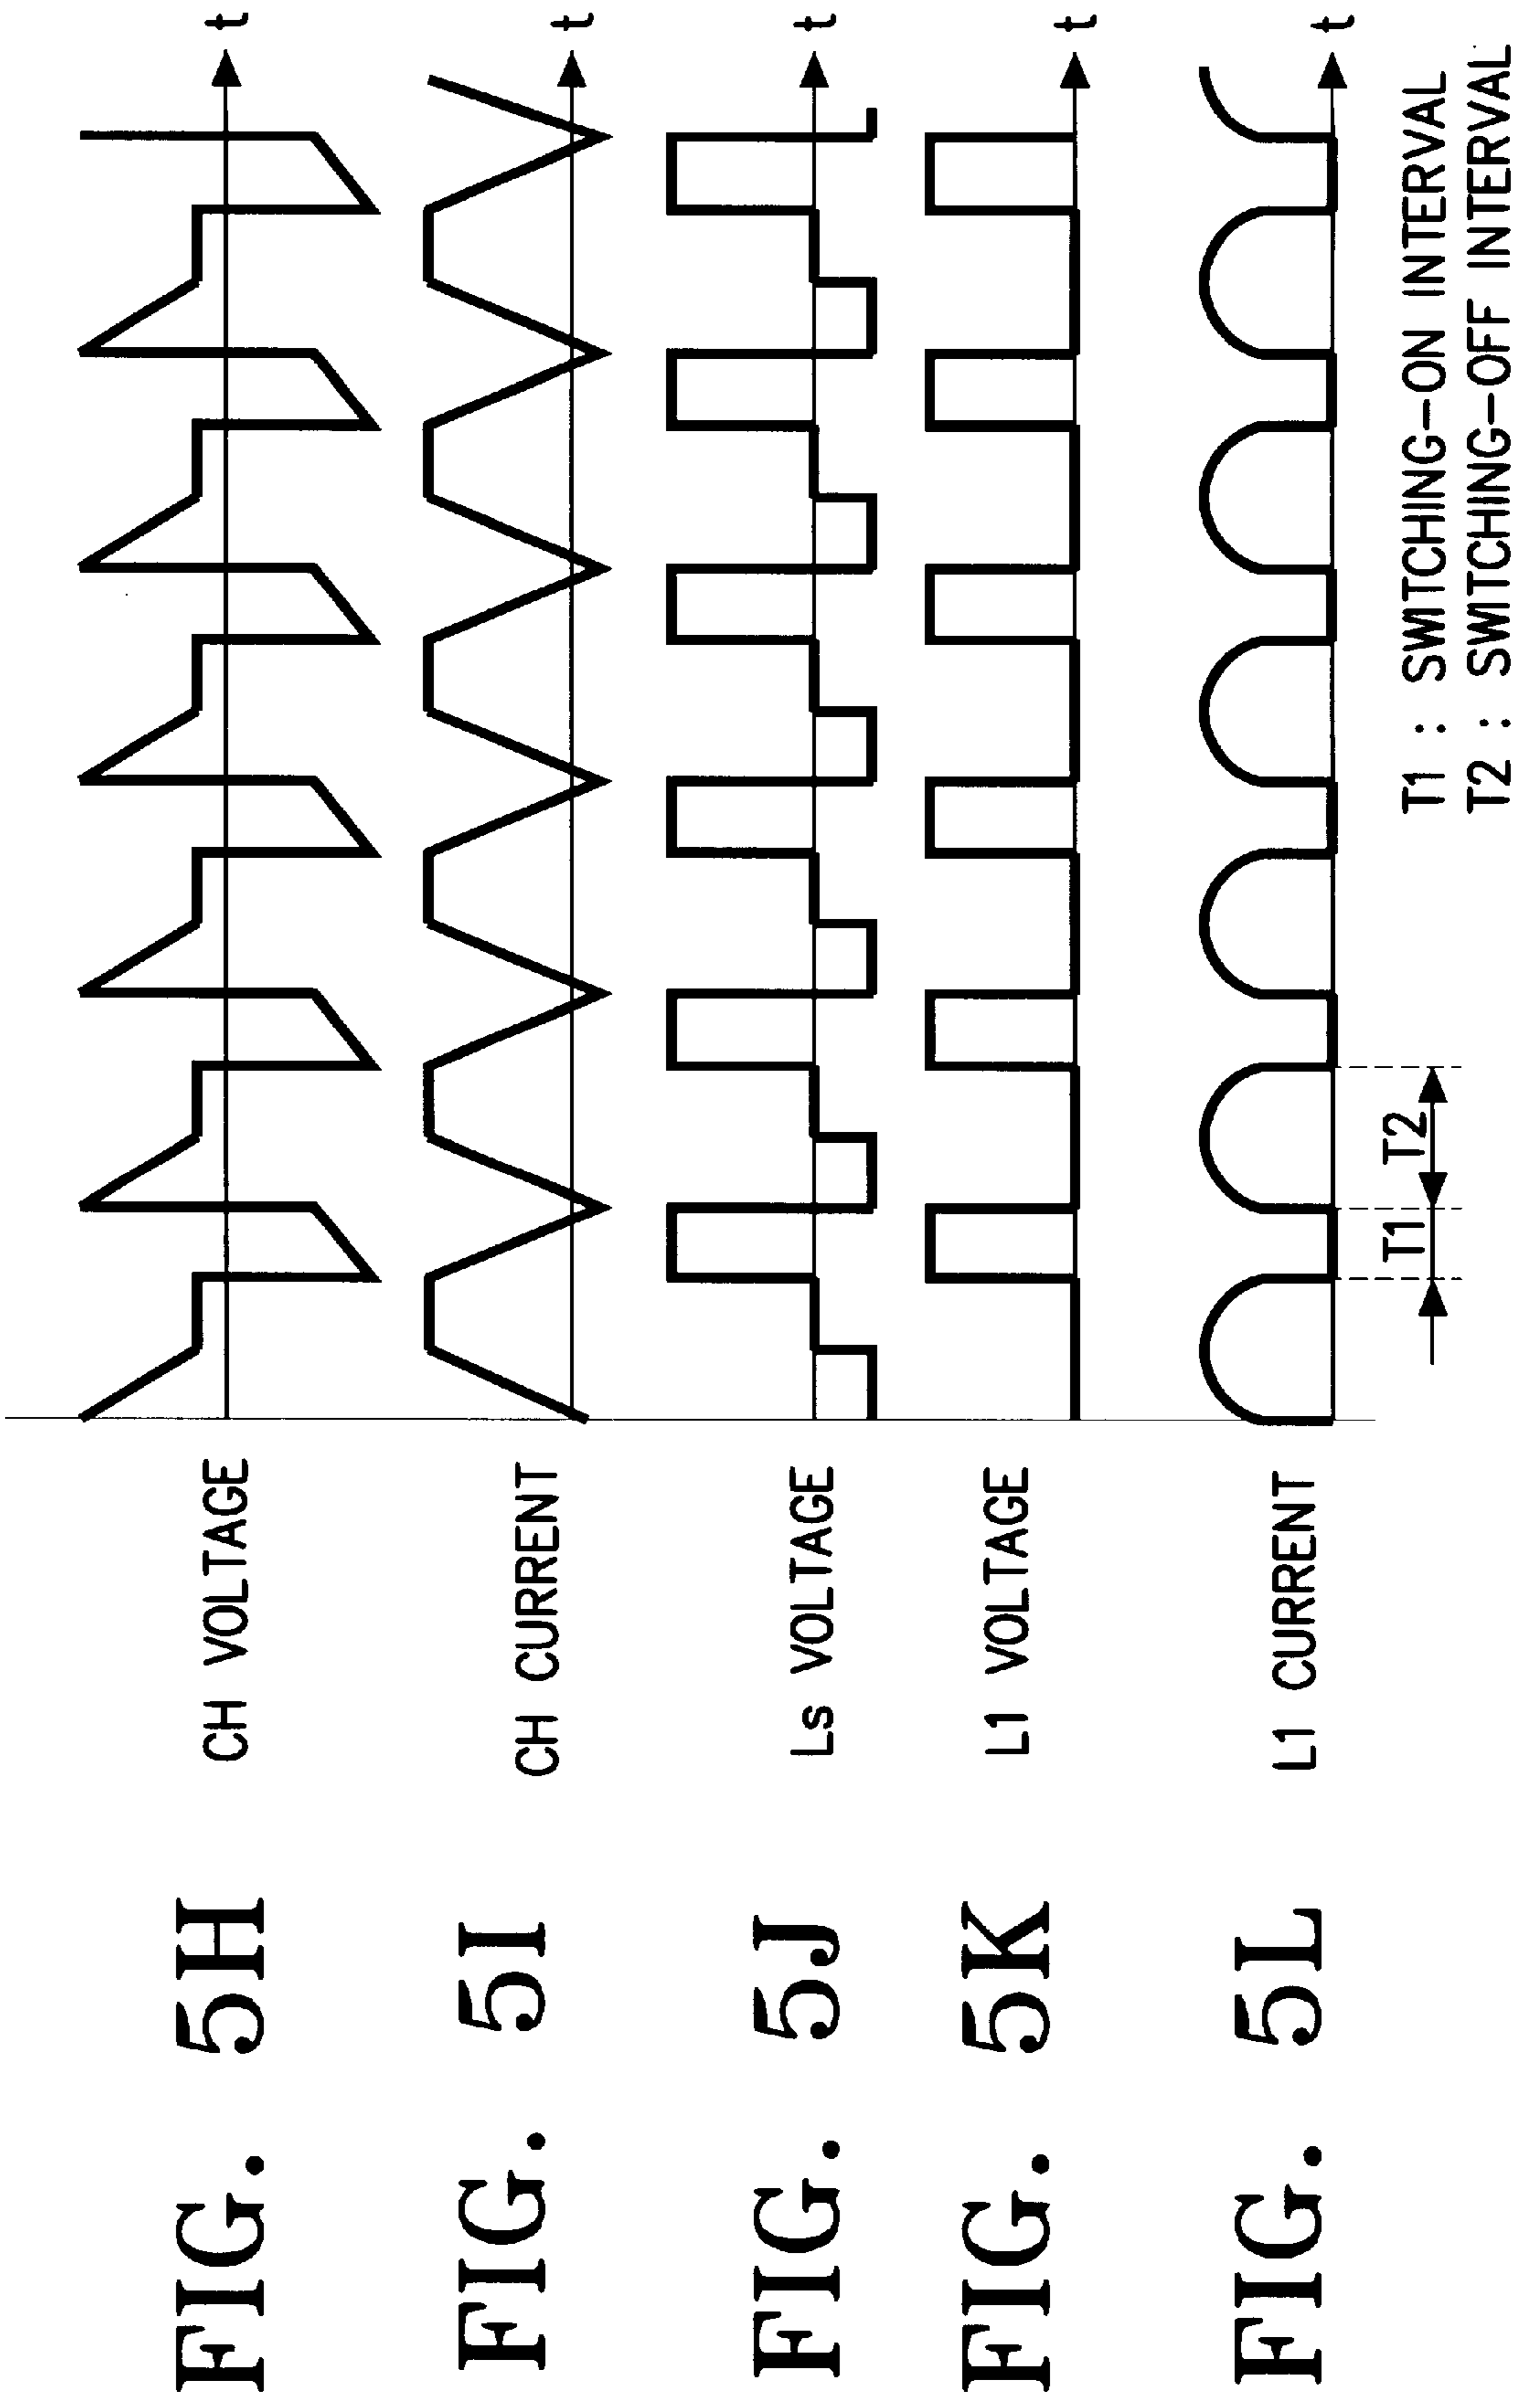 FIG. 5H CH VOLTAGE t
FIG. 5I CH CURRENT t
FIG. 5J Ls VOLTAGE t
FIG. 5K L1 VOLTAGE t
FIG. 5L L1 CURRENT t
T1 T2
T1 : SWITCHING-ON INTERVAL
T2 : SWITCHING-OFF INTERVAL